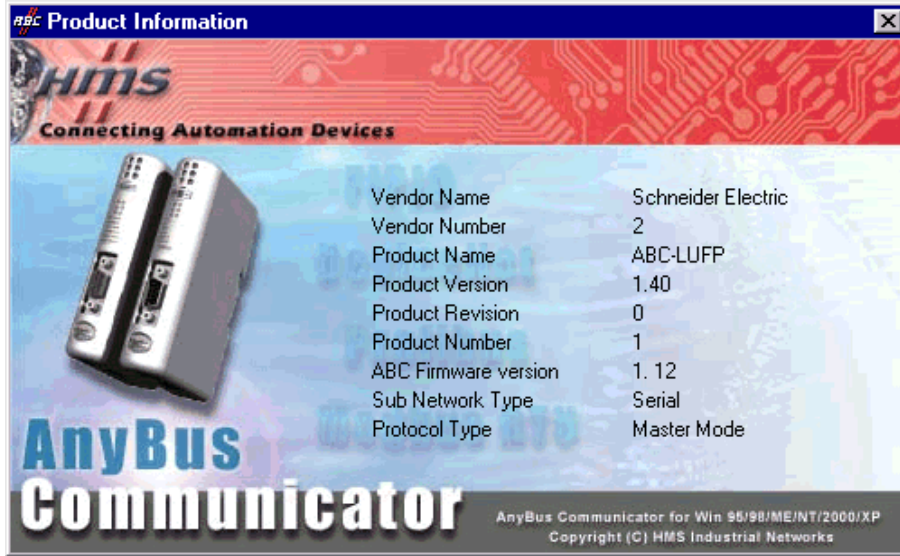 ABC Product Information
HMS
Connecting Automation Devices
Vendor Name Schneider Electric
Vendor Number 2
Product Name ABC-LUFP
Product Version 1.40
Product Revision 0
Product Number 1
ABC Firmware version 1. 12
Sub Network Type Serial
Protocol Type Master Mode
AnyBus
Communicator
AnyBus Communicator for Win 95/98/ME/NT/2000/XP
Copyright (C) HMS Industrial Networks